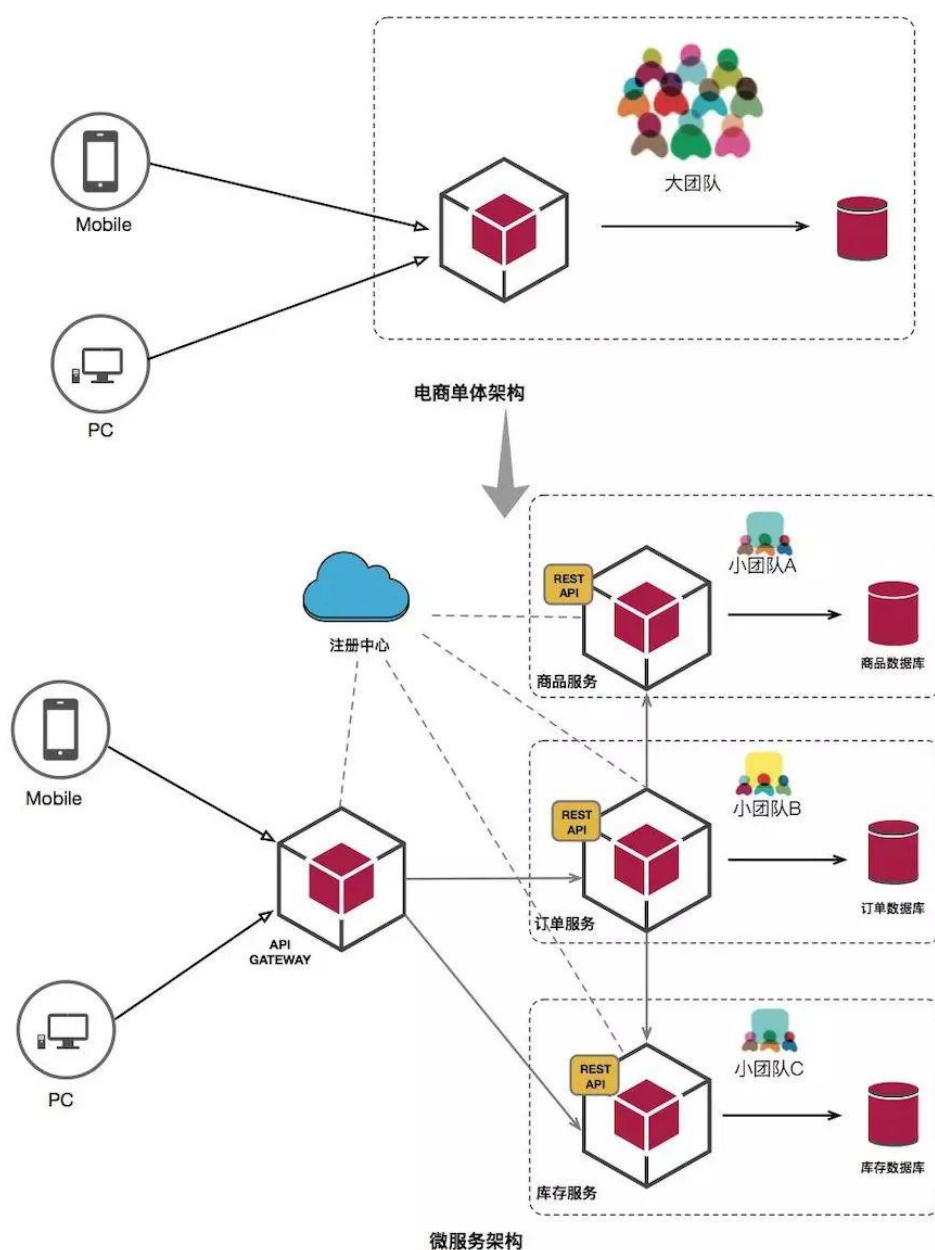 大团队
Mobile
PC
电商单体架构
小团队A
REST
API
注册中心
商品数据库
商品服务
Mobile
小团队B
REST
API
订单数据库
订单服务
API
GATEWAY
PC
小团队C
REST
API
库存数据库
库存服务
微服务架构